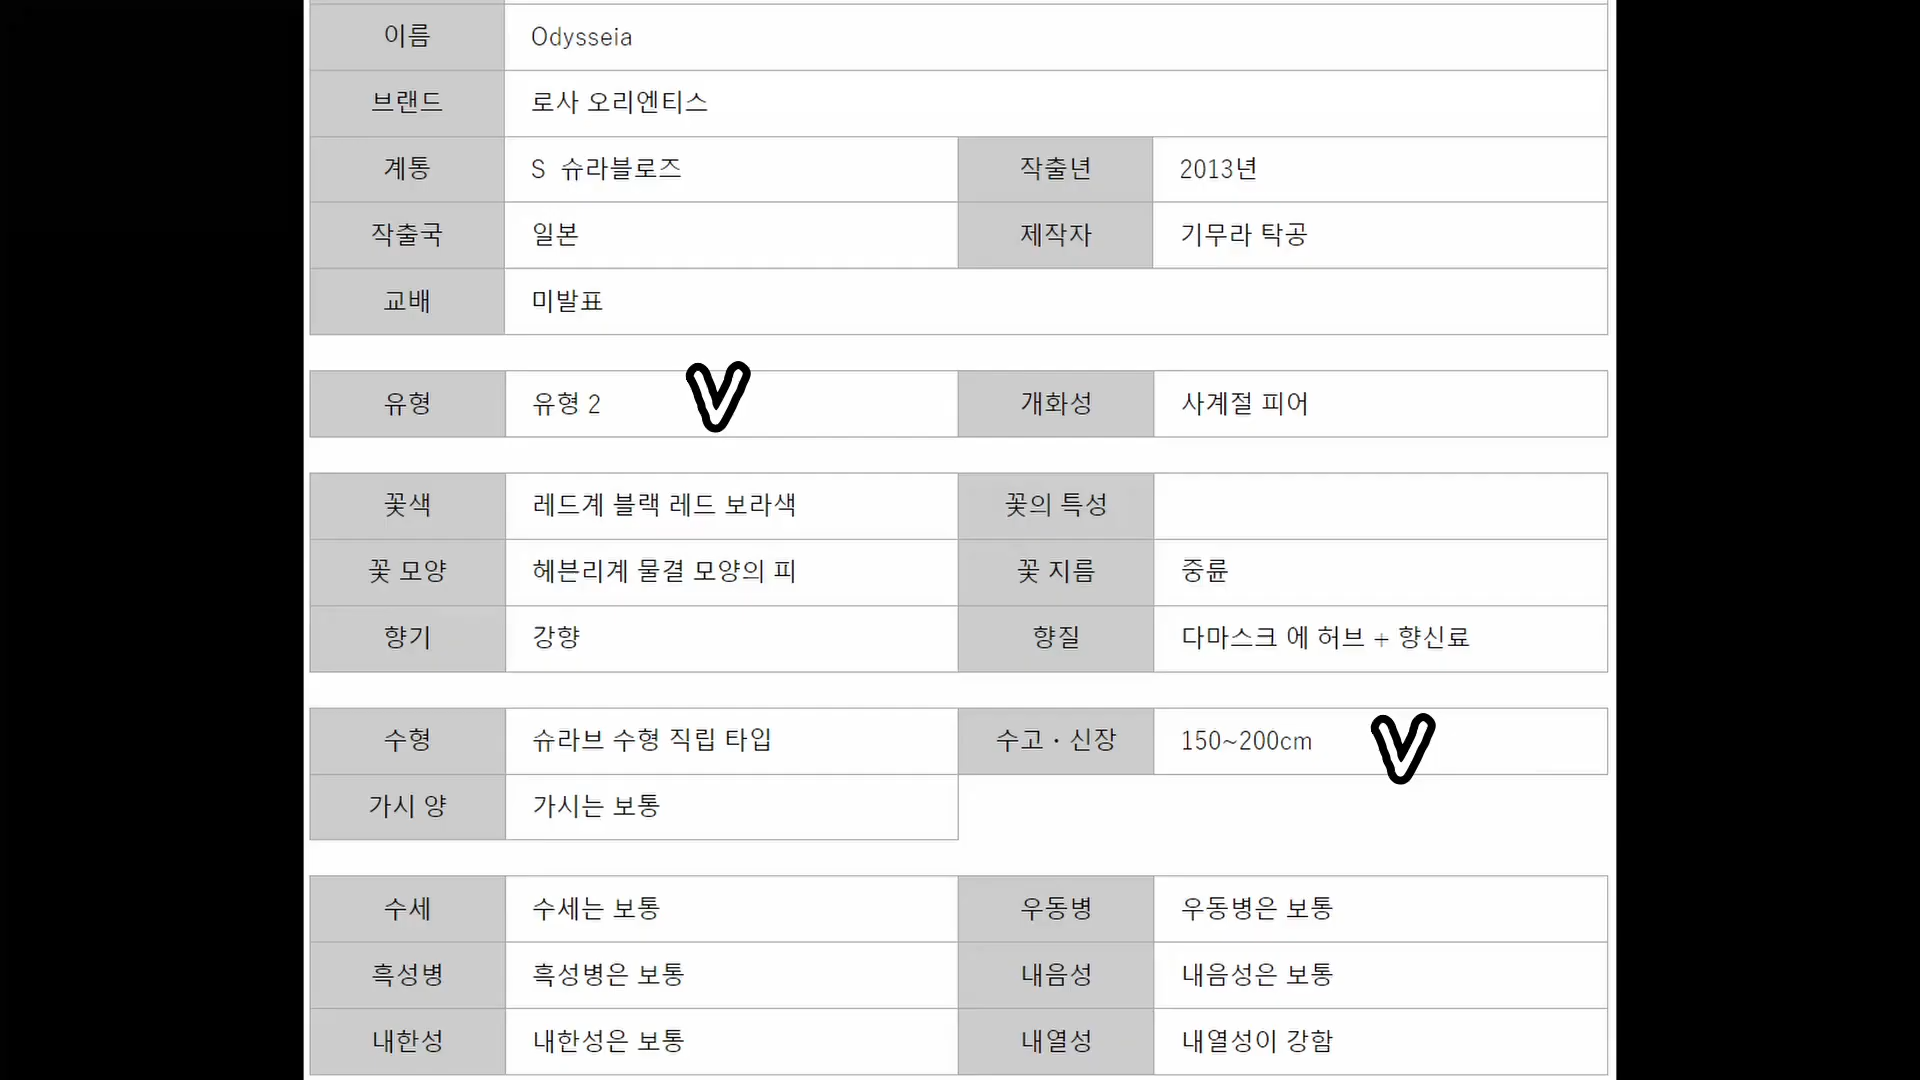 이름 Odysseia
브랜드 로사 오리엔티스
계통 S 슈라블로즈 작출년 2013년
작출국 일본 제작자 기무라 탁공
교배 미발표
유형 유형 2 V 개화성 사계절 피어
꽃색 레드계 블랙 레드 보라색 꽃의 특성
꽃 모양 헤븐리계 물결 모양의 피 꽃 지름 중륜
향기 강향 향질 다마스크 에 허브 + 향신료
수형 슈라브 수형 직립 타입 수고・신장 150~200cm V
가시 양 가시는 보통
수세 수세는 보통 우동병 우동병은 보통
흑성병 흑성병은 보통 내음성 내음성은 보통
내한성 내한성은 보통 내열성 내열성이 강함